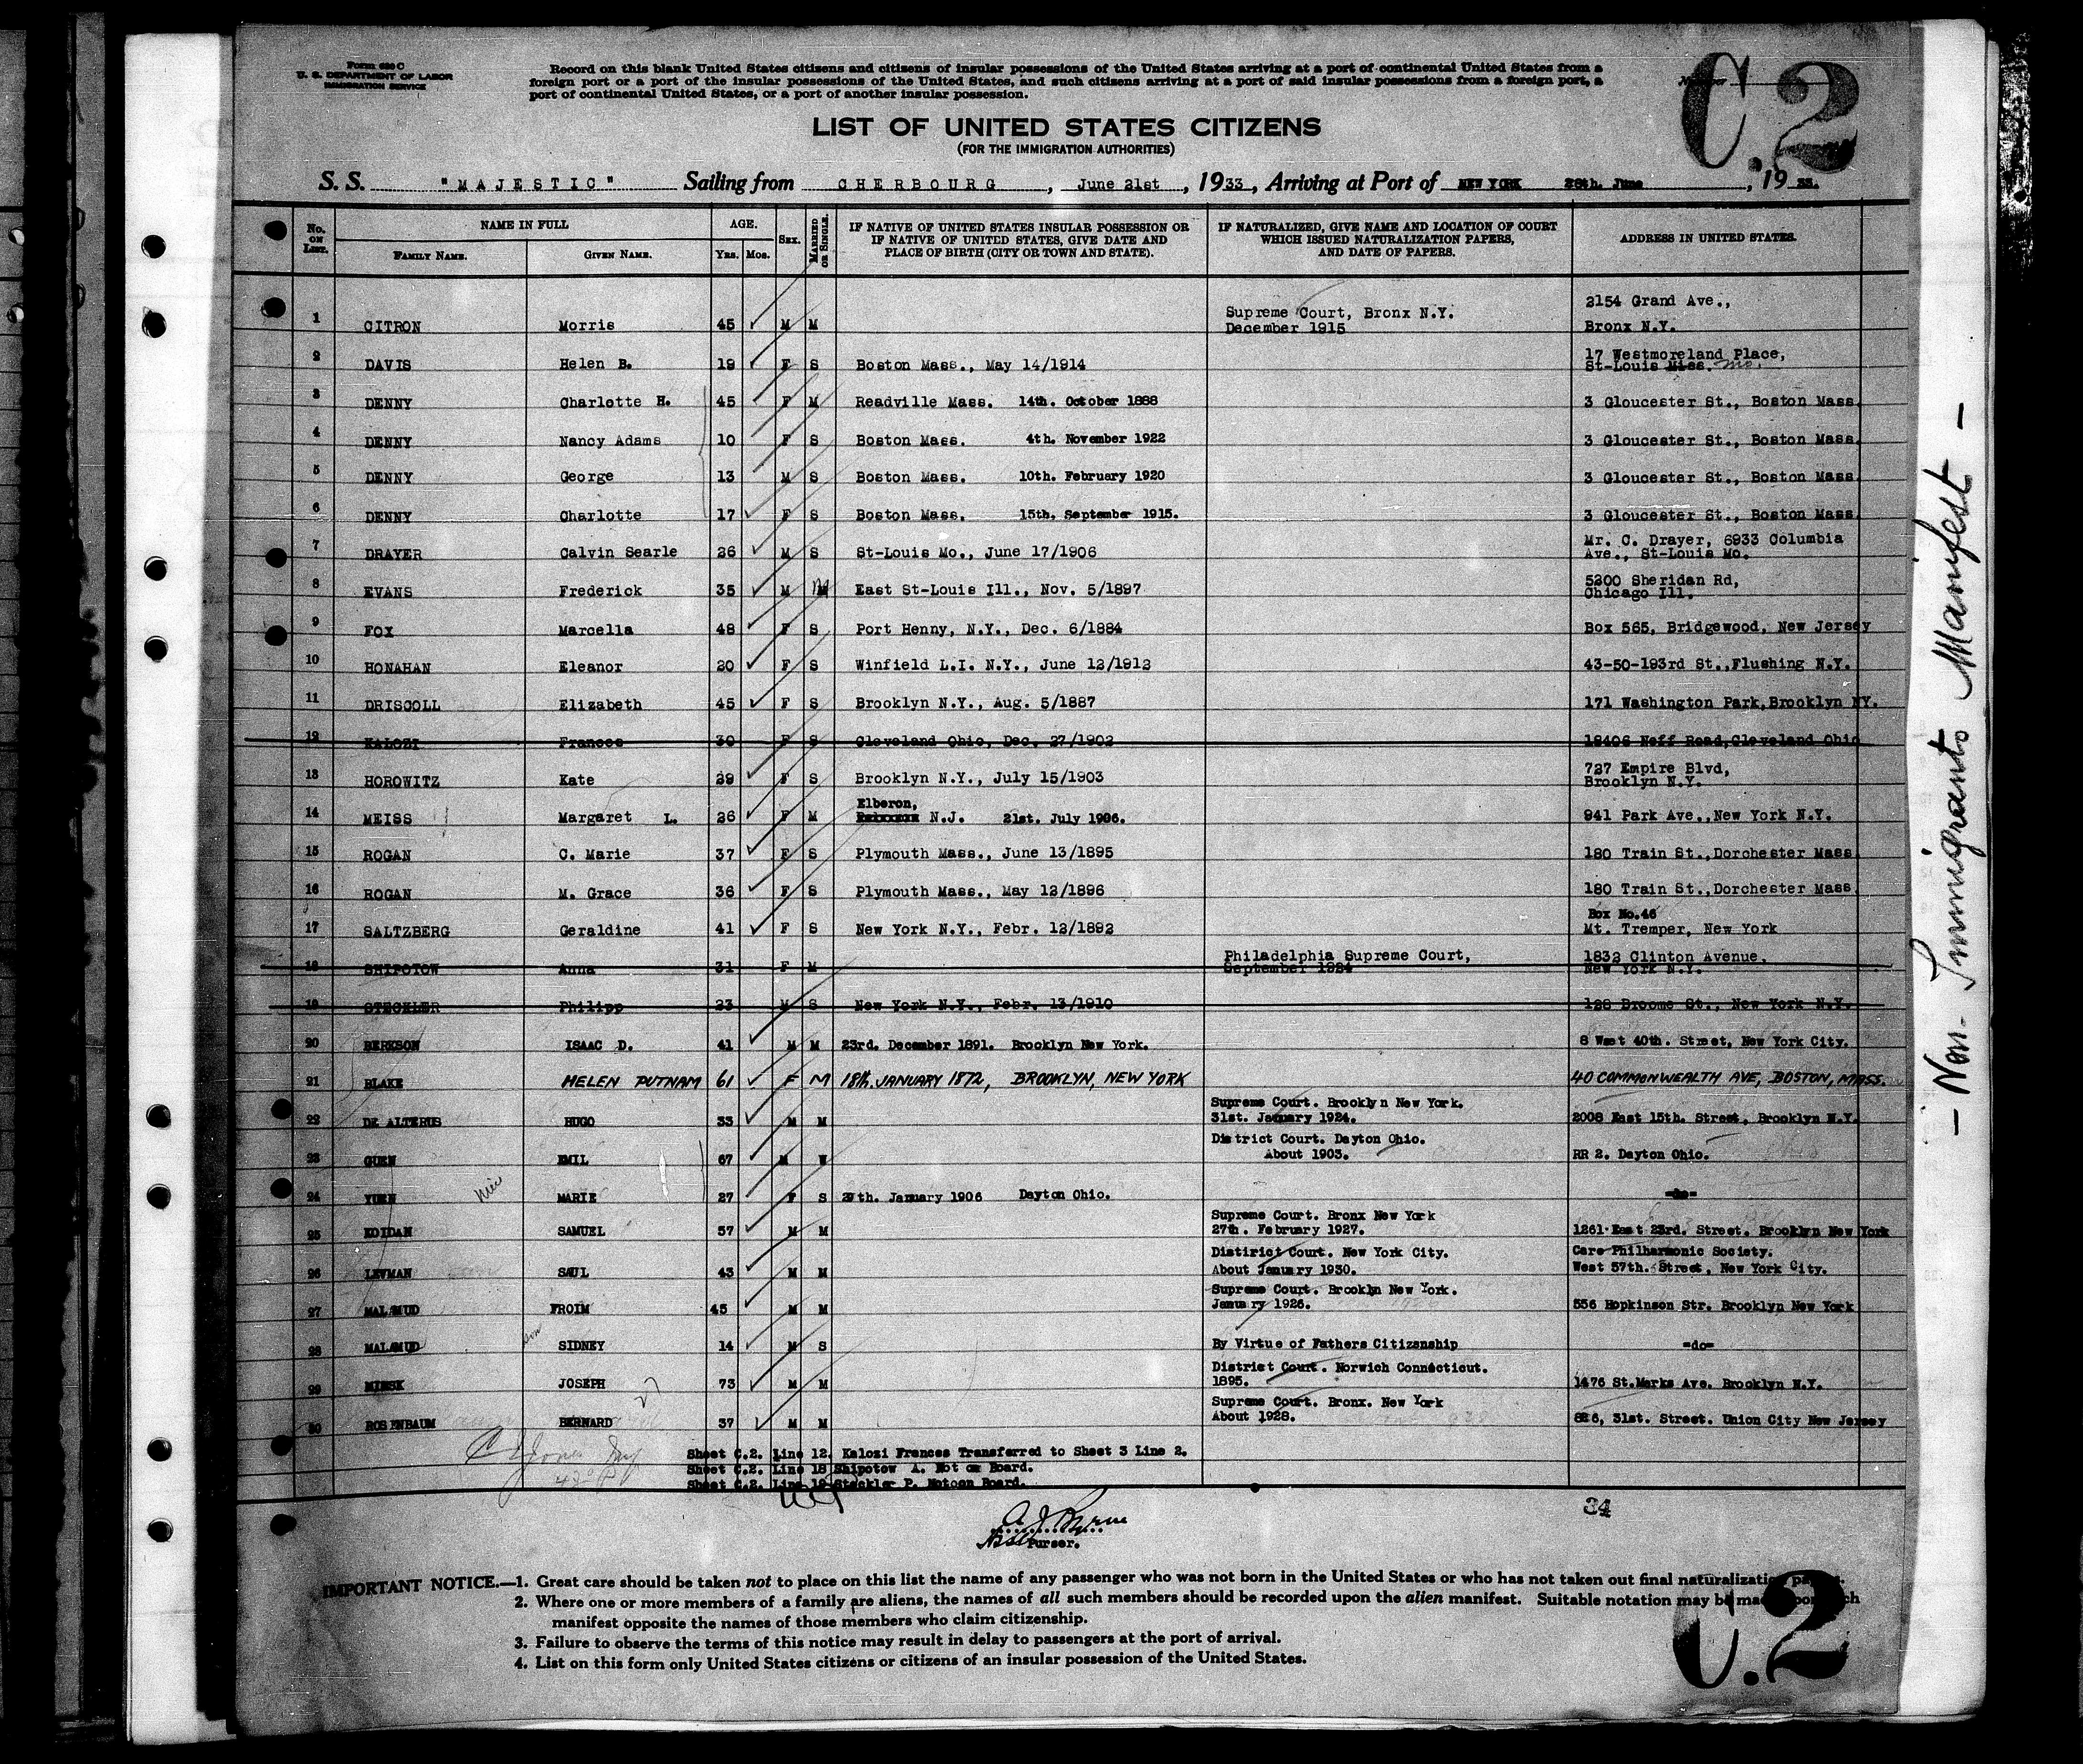 Form 630 C
U. S. DEPARTMENT OF LABOR
IMMIGRATION SERVICE
Record on this blank United States citizens and citizens of insular possessions of the United States arriving at a port of continental United States from a
foreign port or a port of the insular possessions of the United States, and such citizens arriving at a port of said insular possessions from a foreign port, a
port of continental United States, or a port of another insular possession.
C.2
LIST OF UNITED STATES CITIZENS
(FOR THE IMMIGRATION AUTHORITIES)
S. S. "MAJESTIC" Sailing from CHERBOURG, June 21st, 1933, Arriving at Port of NEW YORK 28th. June, 1933.
No. ON LIST. NAME IN FULL FAMILY NAME. GIVEN NAME. AGE. Yrs. Mos. SEX. MARRIED OR SINGLE. IF NATIVE OF UNITED STATES INSULAR POSSESSION OR IF NATIVE OF UNITED STATES, GIVE DATE AND PLACE OF BIRTH (CITY OR TOWN AND STATE). IF NATURALIZED, GIVE NAME AND LOCATION OF COURT WHICH ISSUED NATURALIZATION PAPERS, AND DATE OF PAPERS. ADDRESS IN UNITED STATES.
1 CITRON Morris 45 M M Supreme Court, Bronx N.Y. December 1915 2154 Grand Ave., Bronx N.Y.
2 DAVIS Helen B. 19 F S Boston Mass., May 14/1914 17 Westmoreland Place, St-Louis Miss. Mo.
3 DENNY Charlotte H. 45 F M Readville Mass. 14th. October 1888 3 Gloucester St., Boston Mass.
4 DENNY Nancy Adams 10 F S Boston Mass. 4th. November 1922 3 Gloucester St., Boston Mass.
5 DENNY George 13 M S Boston Mass. 10th. February 1920 3 Gloucester St., Boston Mass
6 DENNY Charlotte 17 F S Boston Mass. 15th. September 1915. 3 Gloucester St., Boston Mass
7 DRAYER Calvin Searle 26 M S St-Louis Mo., June 17/1906 Mr. C. Drayer, 6933 Columbia Ave., St-Louis Mo.
8 EVANS Frederick 35 M M East St-Louis Ill., Nov. 5/1897 5200 Sheridan Rd, Chicago Ill.
9 FOX Marcella 48 F S Port Henny, N.Y., Dec. 6/1884 Box 565, Bridgewood, New Jersey
10 HONAHAN Eleanor 20 F S Winfield L.I. N.Y., June 12/1912 43-50-193rd St.,Flushing N.Y.
11 DRISCOLL Elizabeth 45 F S Brooklyn N.Y., Aug. 5/1887 171 Washington Park,Brooklyn NY.
12 KALOZI Frances 30 F S Cleveland Ohio, Dec. 27/1902 18406 Neff Road,Cleveland Ohio
13 HOROWITZ Kate 29 F S Brooklyn N.Y., July 15/1903 727 Empire Blvd, Brooklyn N.Y.
14 MEISS Margaret L. 26 F M Elberon, N.J. 21st. July 1906. 941 Park Ave.,New York N.Y.
15 ROGAN C. Marie 37 F S Plymouth Mass., June 13/1895 180 Train St.,Dorchester Mass
16 ROGAN M. Grace 36 F S Plymouth Mass., May 12/1896 180 Train St.,Dorchester Mass
17 SALTZBERG Geraldine 41 F S New York N.Y., Febr. 12/1892 Box No.46 Mt. Tremper, New York
18 SHIPOTOW Anna 31 F M Philadelphia Supreme Court, September 1924 1832 Clinton Avenue, New York N.Y.
19 STECKLER Philipp 23 M S New York N.Y., Febr. 13/1910 128 Broome St., New York N.Y.
20 BERKSON ISAAC D. 41 M M 23rd. December 1891. Brooklyn New York. 8 West 40th. Street, New York City.
21 BLAKE HELEN PUTNAM 61 F M 18th. JANUARY 1872, BROOKLYN, NEW YORK 40 COMMONWEALTH AVE, BOSTON, MASS.
22 DE ALTERUS HUGO 33 M M Supreme Court. Brooklyn New York. 31st. January 1924. 2008 East 15th. Street, Brooklyn N.Y.
23 GUEN EMIL 67 M W District Court. Dayton Ohio. About 1903. RR 2. Dayton Ohio.
24 YUEN Niece MARIE 27 F S 29th. January 1906 Dayton Ohio. =do=
25 KOIDAN SAMUEL 57 M M Supreme Court. Bronx New York 27th. February 1927. 1261 East 23rd. Street. Brooklyn New York
26 LEVMAN SAUL 43 M M Distirict Court. New York City. About January 1930. Care Philharmonic Society. West 57th. Street, New York City.
27 MALAMUD FROIM 45 M M Supreme Court. Brooklyn New York. January 1926. 556 Hopkinson Str. Brooklyn New York
28 MALAMUD son SIDNEY 14 M S By Virtue of Fathers Citizanship =do=
29 MINSK JOSEPH 73 M M District Court. Norwich Connecticut. 1895. 1476 St.Marks Ave. Brooklyn N.Y.
30 ROSENBAUM BERNARD 37 M M Supreme Court. Bronx. New York About 1928. 826, 31st. Street. Union City New Jersey
Sheet C.2. Line 12. Kalozi Frances Transferred to Sheet 3 Line 2.
Sheet C.2. Line 18 Shipotow A. Not on Board.
Sheet C.2. Line 19 Steckler P. Notoon Board.
34
Purser.
IMPORTANT NOTICE.—1. Great care should be taken not to place on this list the name of any passenger who was not born in the United States or who has not taken out final naturalization papers.
2. Where one or more members of a family are aliens, the names of all such members should be recorded upon the alien manifest. Suitable notation may be made upon such
manifest opposite the names of those members who claim citizenship.
3. Failure to observe the terms of this notice may result in delay to passengers at the port of arrival.
4. List on this form only United States citizens or citizens of an insular possession of the United States.
C.2
- Non-Immigrants Manifest -